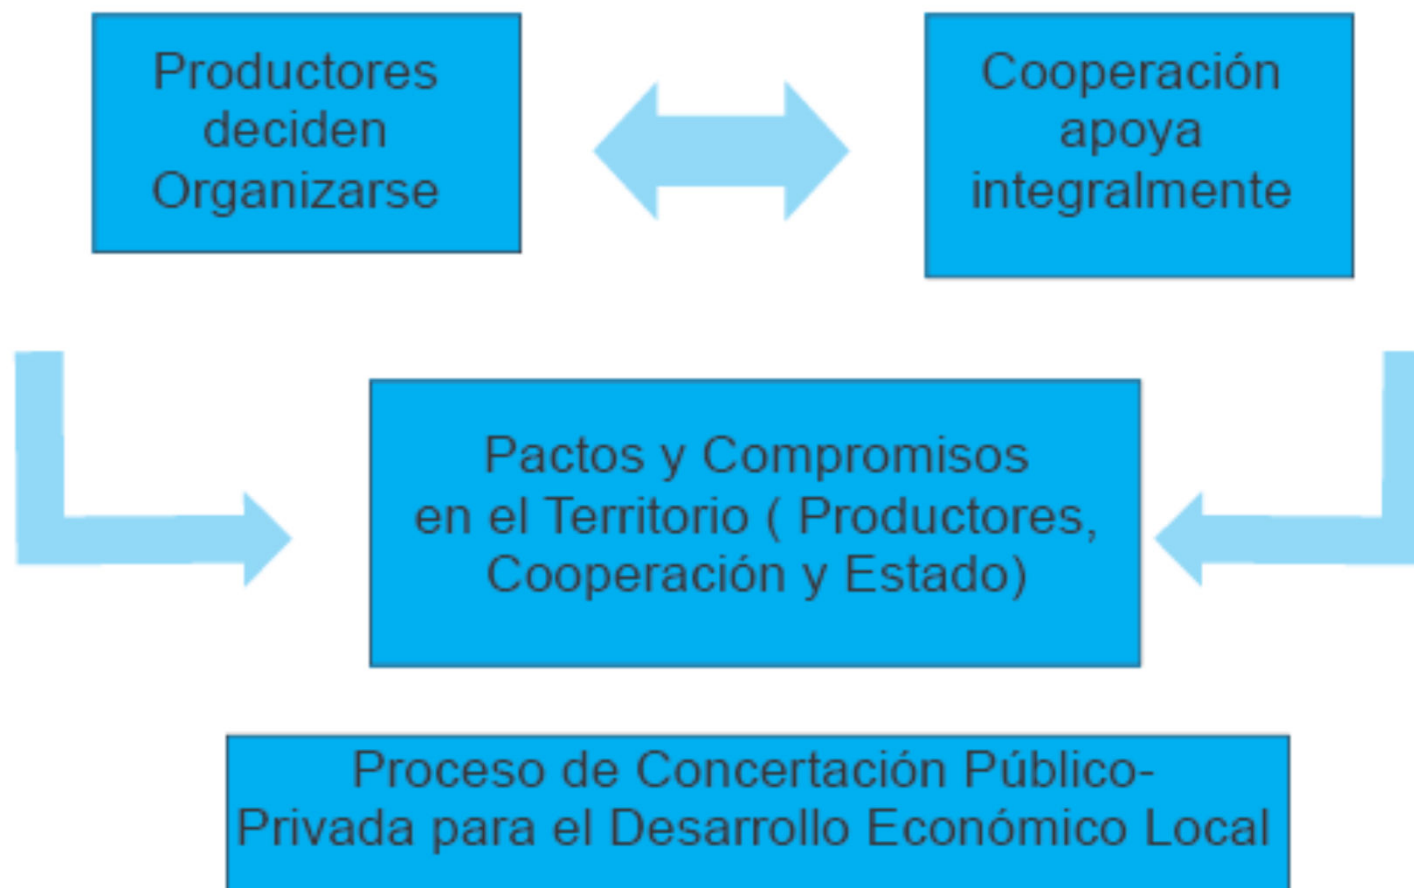 Productores
deciden
Organizarse
Cooperación
apoya
integralmente
Pactos y Compromisos
en el Territorio ( Productores,
Cooperación y Estado)
Proceso de Concertación Público-
Privada para el Desarrollo Económico Local